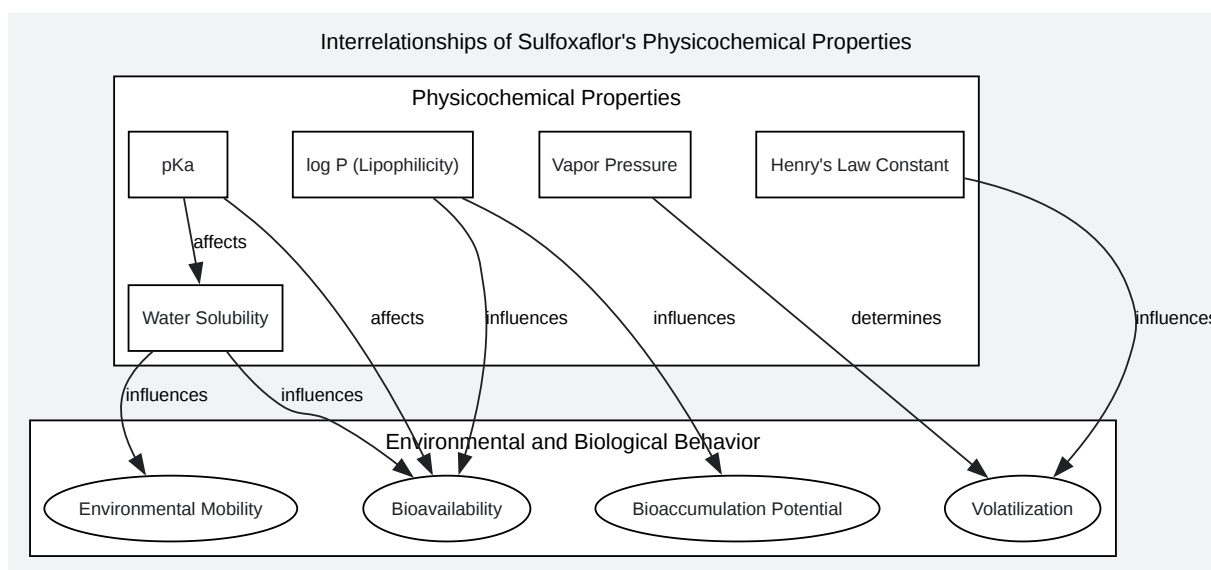 Interrelationships of Sulfoxaflor's Physicochemical Properties
Physicochemical Properties
pKa
log P (Lipophilicity)
Vapor Pressure
Henry's Law Constant
affects
Water Solubility
affects
influences
influences
determines
influences
influences
influences
Environmental and Biological Behavior
Environmental Mobility
Bioavailability
Bioaccumulation Potential
Volatilization